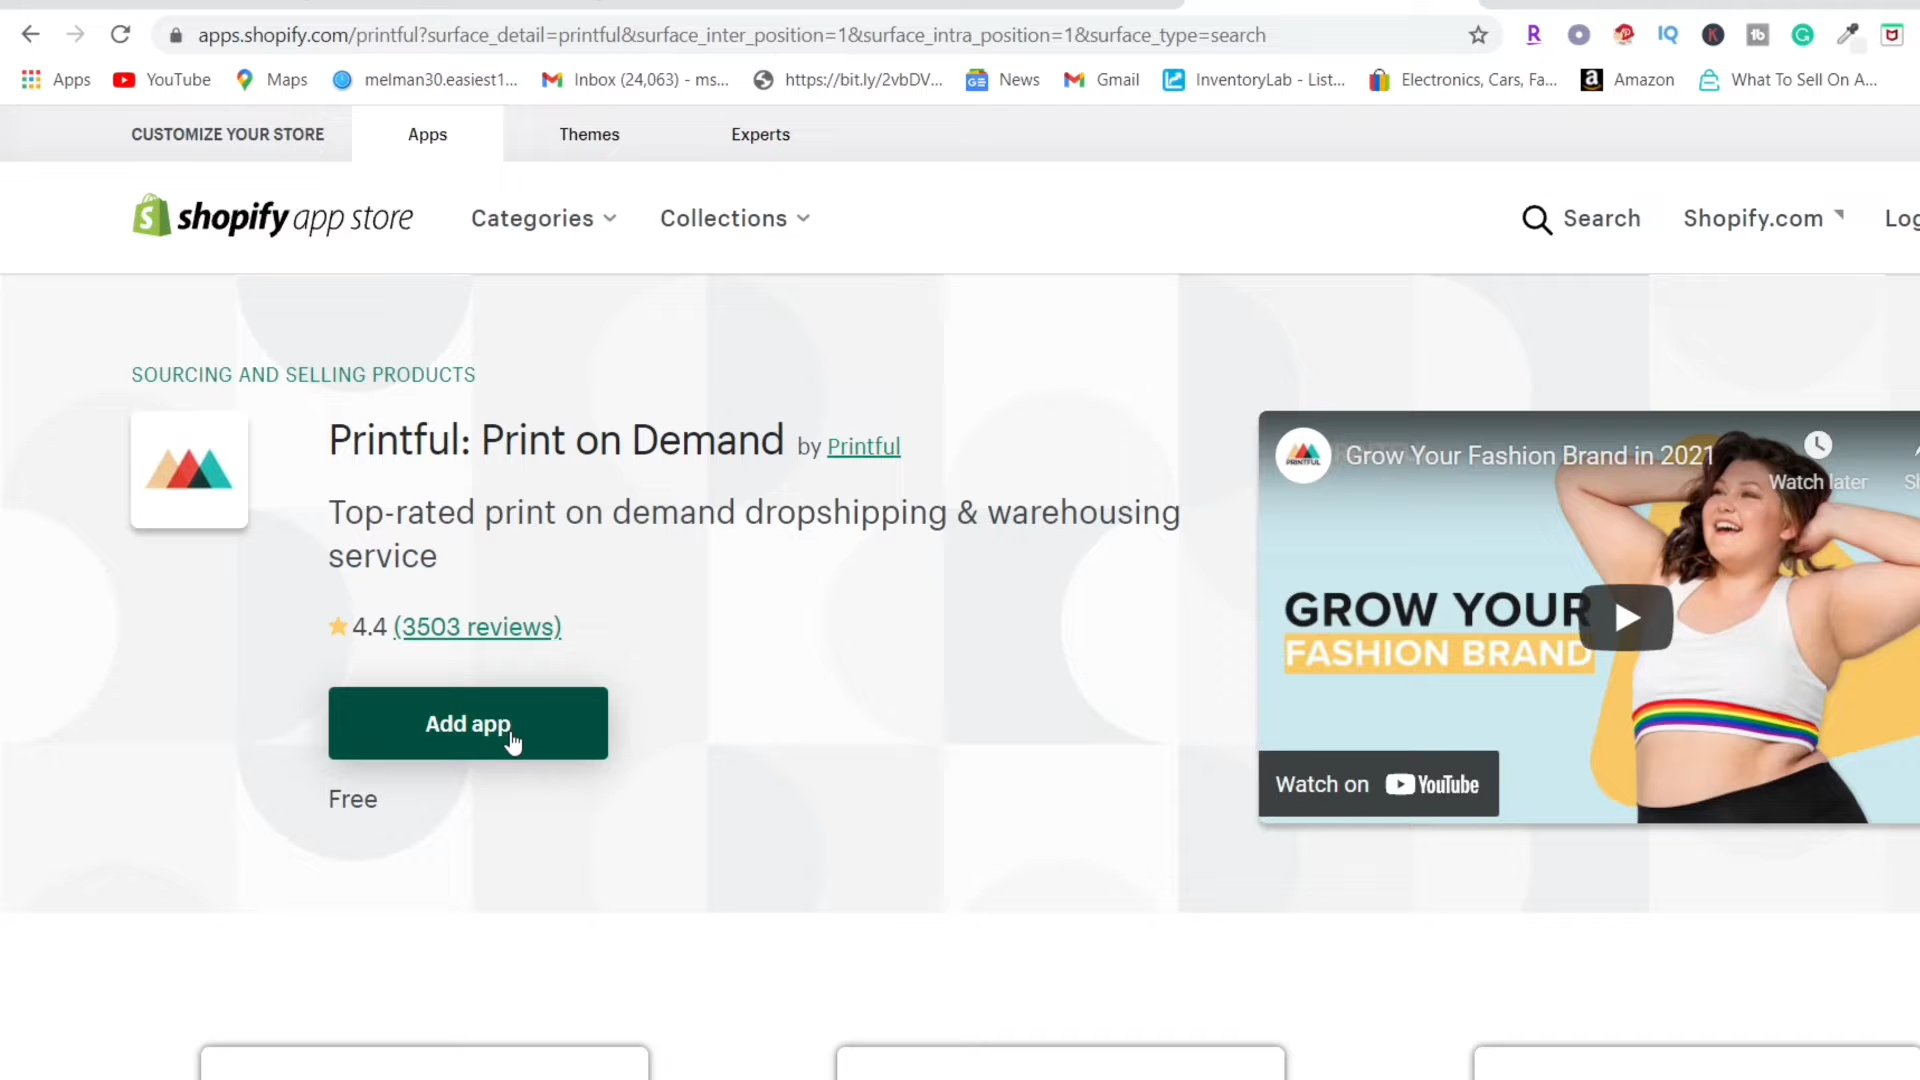 apps.shopify.com/printful?surface_detail=printful&surface_inter_position=1&surface_intra_position=1&surface_type=search
Apps YouTube Maps melman30.easiest1... Inbox (24,063) - ms... https://bit.ly/2vbDV... News Gmail InventoryLab - List... Electronics, Cars, Fa... Amazon What To Sell On A...
CUSTOMIZE YOUR STORE Apps Themes Experts
shopify app store Categories Collections Search Shopify.com Log
SOURCING AND SELLING PRODUCTS
Printful: Print on Demand by Printful
Top-rated print on demand dropshipping & warehousing
service
4.4 (3503 reviews)
Add app
Free
PRINTFUL
Grow Your Fashion Brand in 2021
Watch later Sh
GROW YOUR
FASHION BRAND
Watch on YouTube